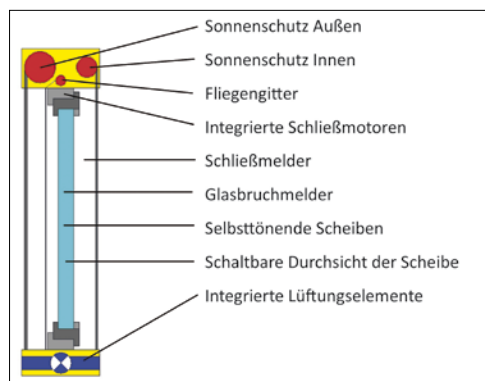 Sonnenschutz Außen
Sonnenschutz Innen
Fliegengitter
Integrierte Schließmotoren
Schließmelder
Glasbruchmelder
Selbsttönende Scheiben
Schaltbare Durchsicht der Scheibe
Integrierte Lüftungselemente